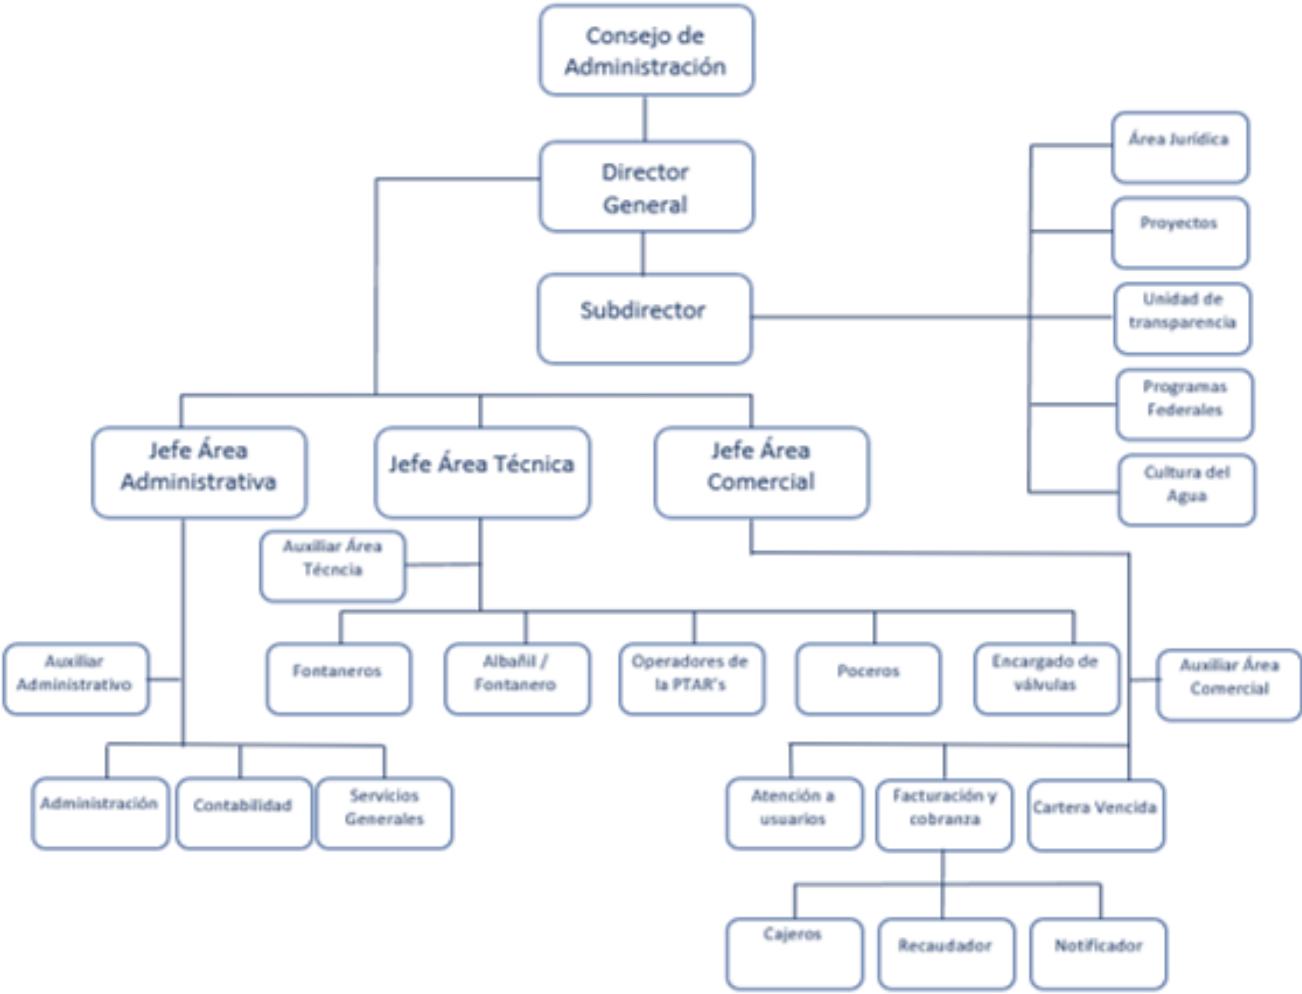 Consejo de
Administración
Director
General
Subdirector
Área Jurídica
Proyectos
Unidad de
transparencia
Programas
Federales
Cultura del
Agua
Jefe Área
Administrativa
Jefe Área Técnica
Jefe Área
Comercial
Auxiliar Área
Técncia
Auxiliar
Administrativo
Fontaneros
Albañil /
Fontanero
Operadores de
la PTAR's
Poceros
Encargado de
válvulas
Auxiliar Área
Comercial
Administración
Contabilidad
Servicios
Generales
Atención a
usuarios
Facturación y
cobranza
Cartera Vencida
Cajeros
Recaudador
Notificador